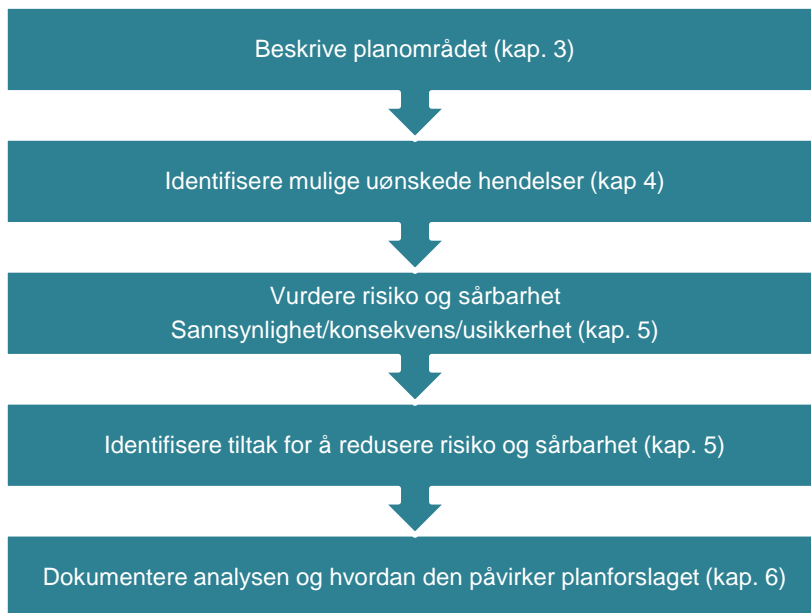 Beskrive planområdet (kap. 3)
Identifisere mulige uønskede hendelser (kap 4)
Vurdere risiko og sårbarhet
Sannsynlighet/konsekvens/usikkerhet (kap. 5)
Identifisere tiltak for å redusere risiko og sårbarhet (kap. 5)
Dokumentere analysen og hvordan den påvirker planforslaget (kap. 6)